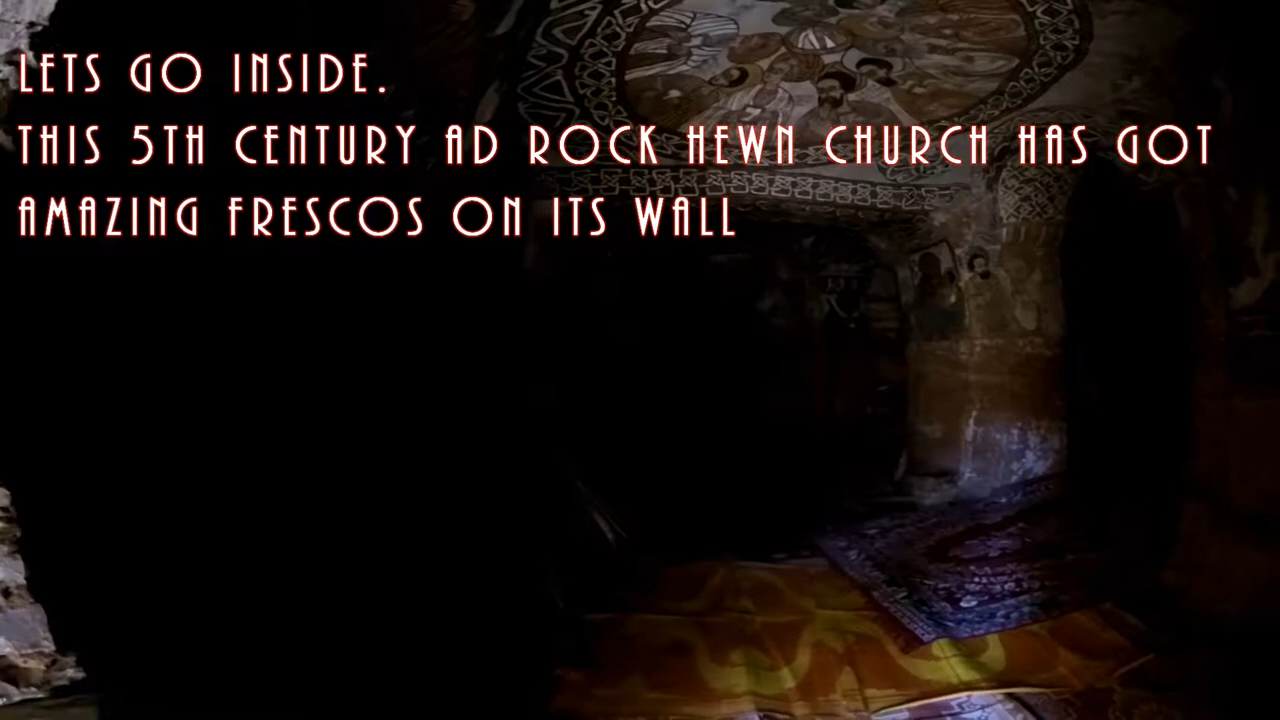 LETS GO INSIDE.
THIS 5TH CENTURY AD ROCK HEWN CHURCH HAS GOT
AMAZING FRESCOS ON ITS WALL